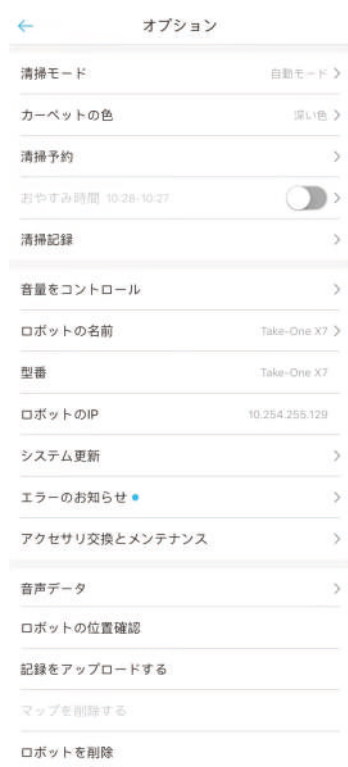 オプション
清掃モード 自動モード
カーペットの色 深い色
清掃予約
おやすみ時間 10:28-10:27
清掃記録
音量をコントロール
ロボットの名前 Take-One X7
型番 Take-One X7
ロボットのIP 10.254.255.129
システム更新
エラーのお知らせ
アクセサリ交換とメンテナンス
音声データ
ロボットの位置確認
記録をアップロードする
マップを削除する
ロボットを削除